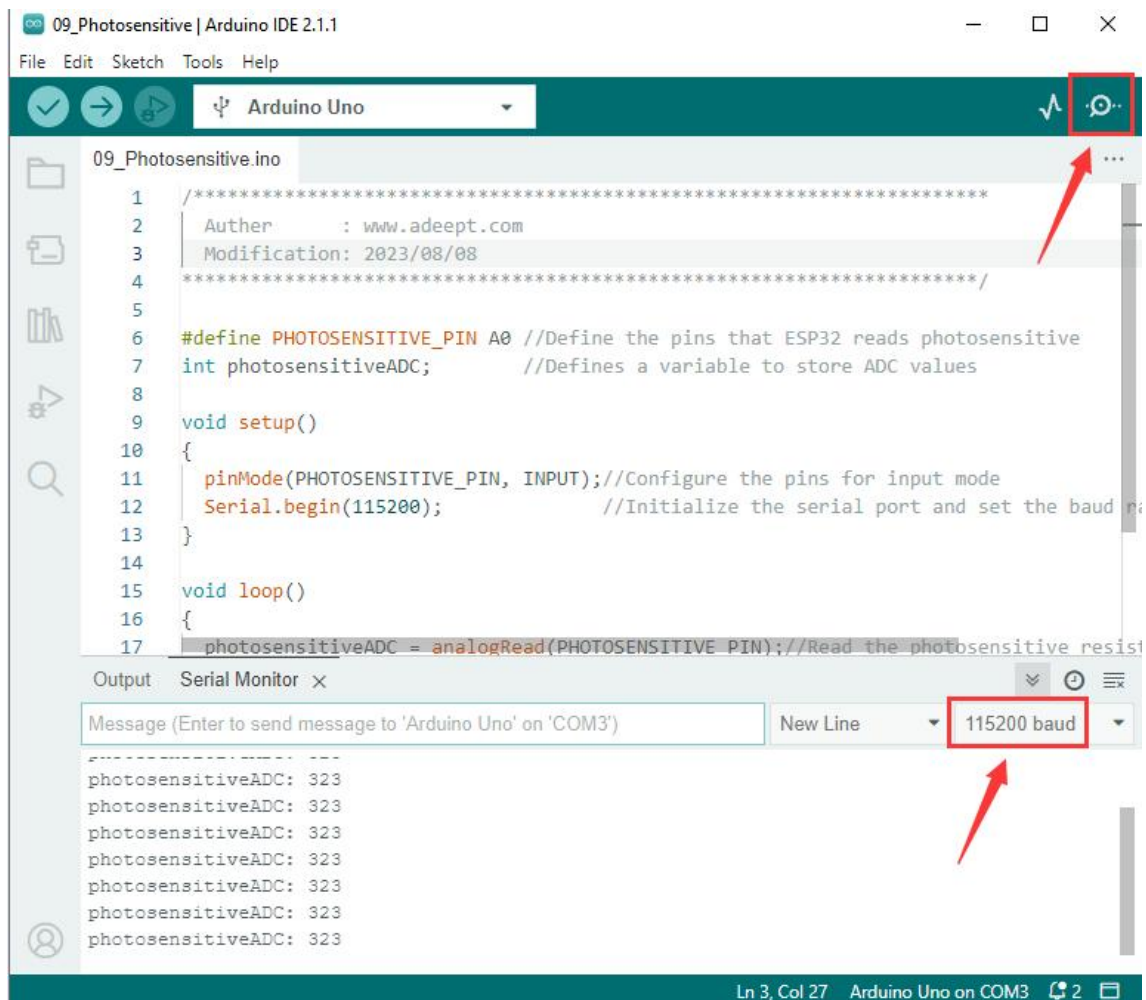 09_Photosensitive | Arduino IDE 2.1.1
File Edit Sketch Tools Help
Arduino Uno
09_Photosensitive.ino
...
1 /**********************************************************************
2 Auther : www.adeept.com
3 Modification: 2023/08/08
4 **********************************************************************/
5
6 #define PHOTOSENSITIVE_PIN A0 //Define the pins that ESP32 reads photosensitive
7 int photosensitiveADC; //Defines a variable to store ADC values
8
9 void setup()
10 {
11 pinMode(PHOTOSENSITIVE_PIN, INPUT);//Configure the pins for input mode
12 Serial.begin(115200); //Initialize the serial port and set the baud
13 }
14
15 void loop()
16 {
17 photosensitiveADC = analogRead(PHOTOSENSITIVE_PIN);//Read the photosensitive resist
Output Serial Monitor ×
Message (Enter to send message to 'Arduino Uno' on 'COM3') New Line 115200 baud
photosensitiveADC: 323
photosensitiveADC: 323
photosensitiveADC: 323
photosensitiveADC: 323
photosensitiveADC: 323
photosensitiveADC: 323
photosensitiveADC: 323
Ln 3, Col 27 Arduino Uno on COM3 2